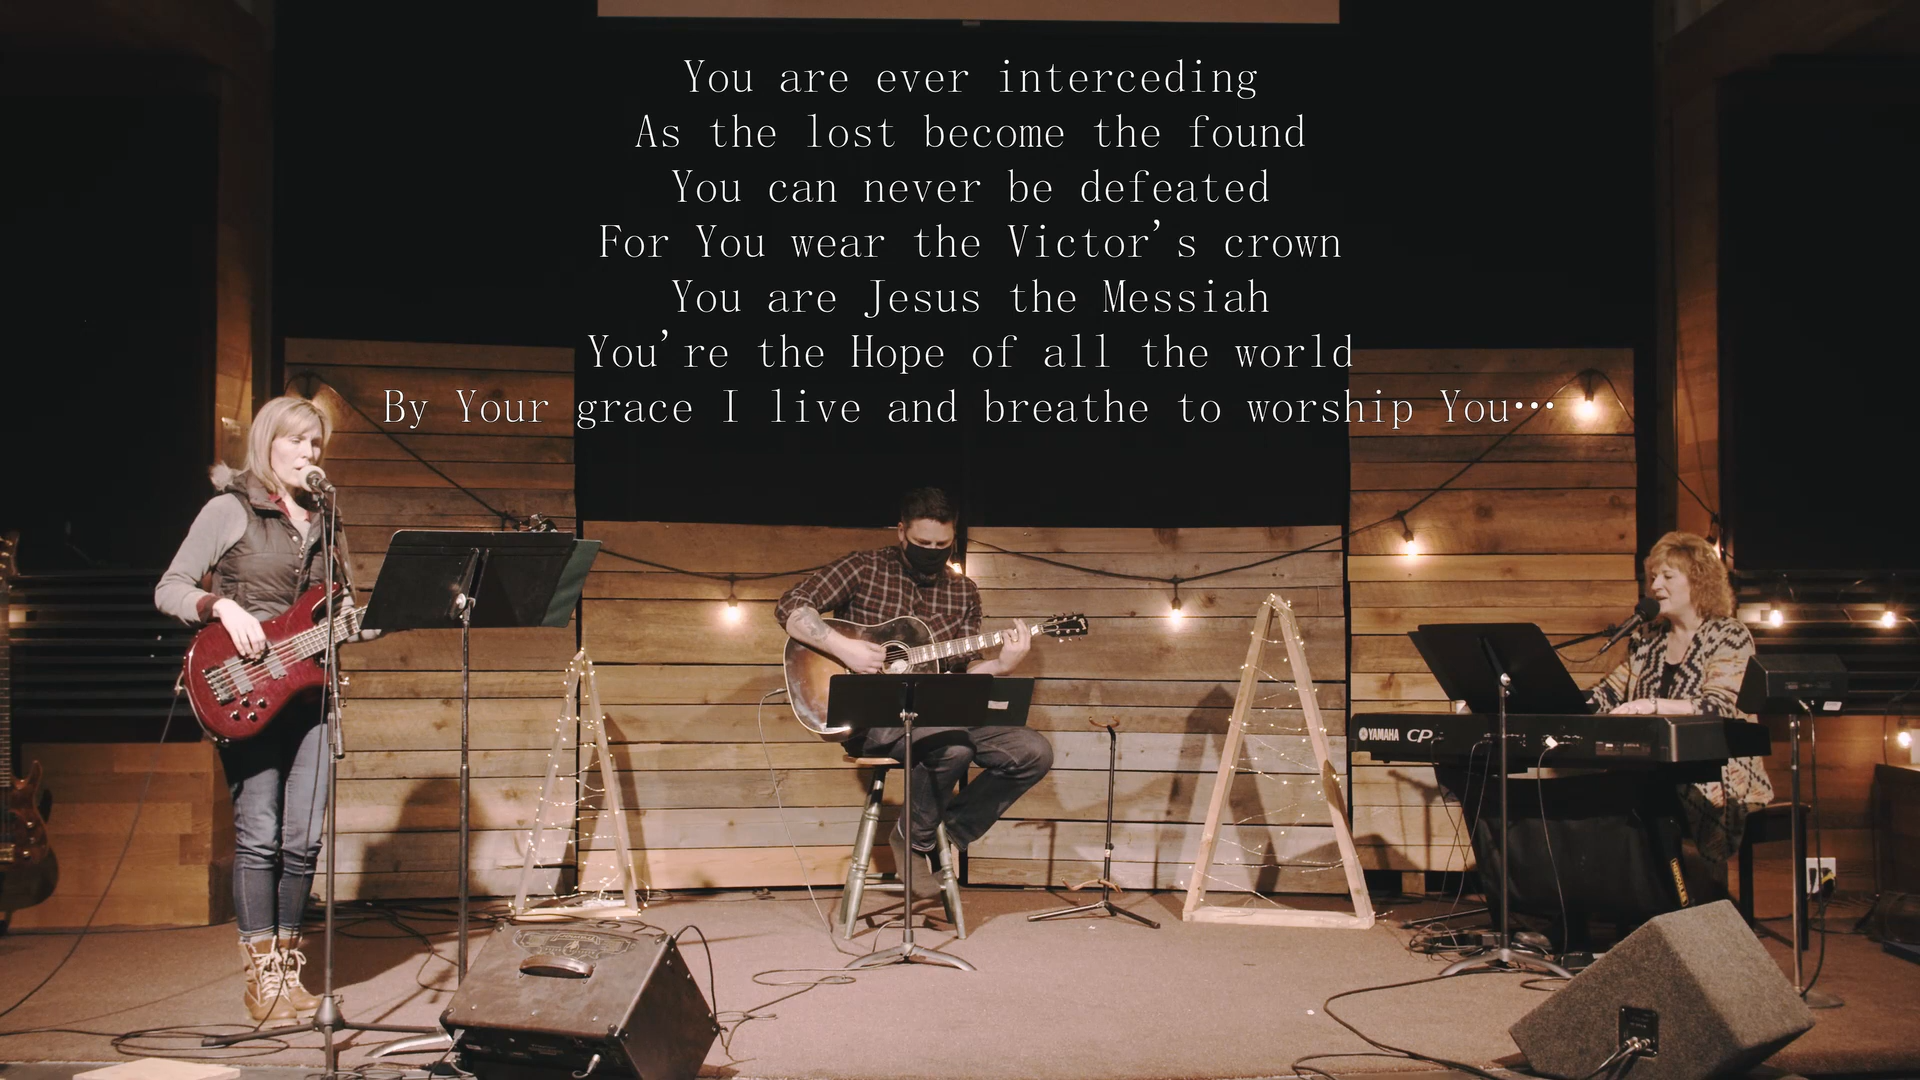 You are ever interceding
As the lost become the found
You can never be defeated
For You wear the Victor's crown
You are Jesus the Messiah
You're the Hope of all the world
By Your grace I live and breathe to worship You…
YAMAHA CP